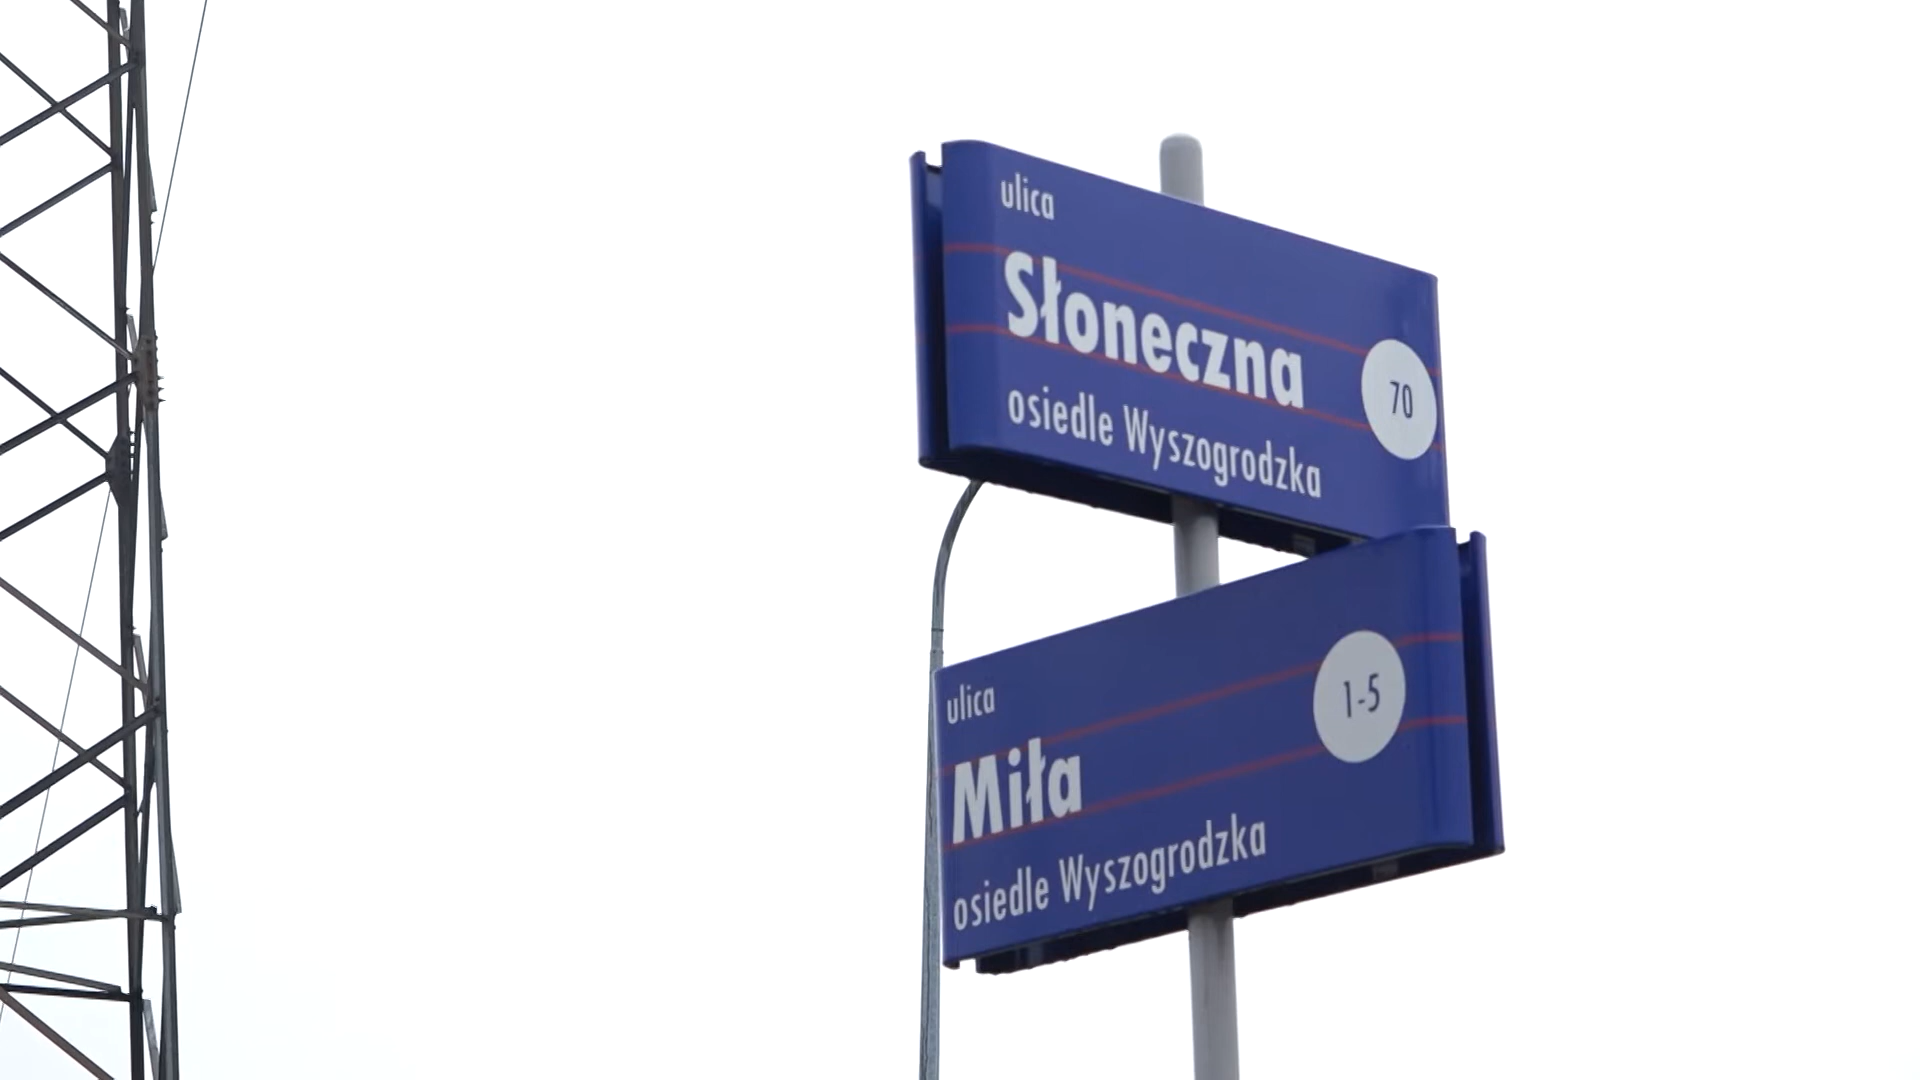 ulica
Słoneczna
osiedle Wyszogrodzka
70
ulica
Miła
osiedle Wyszogrodzka
1-5